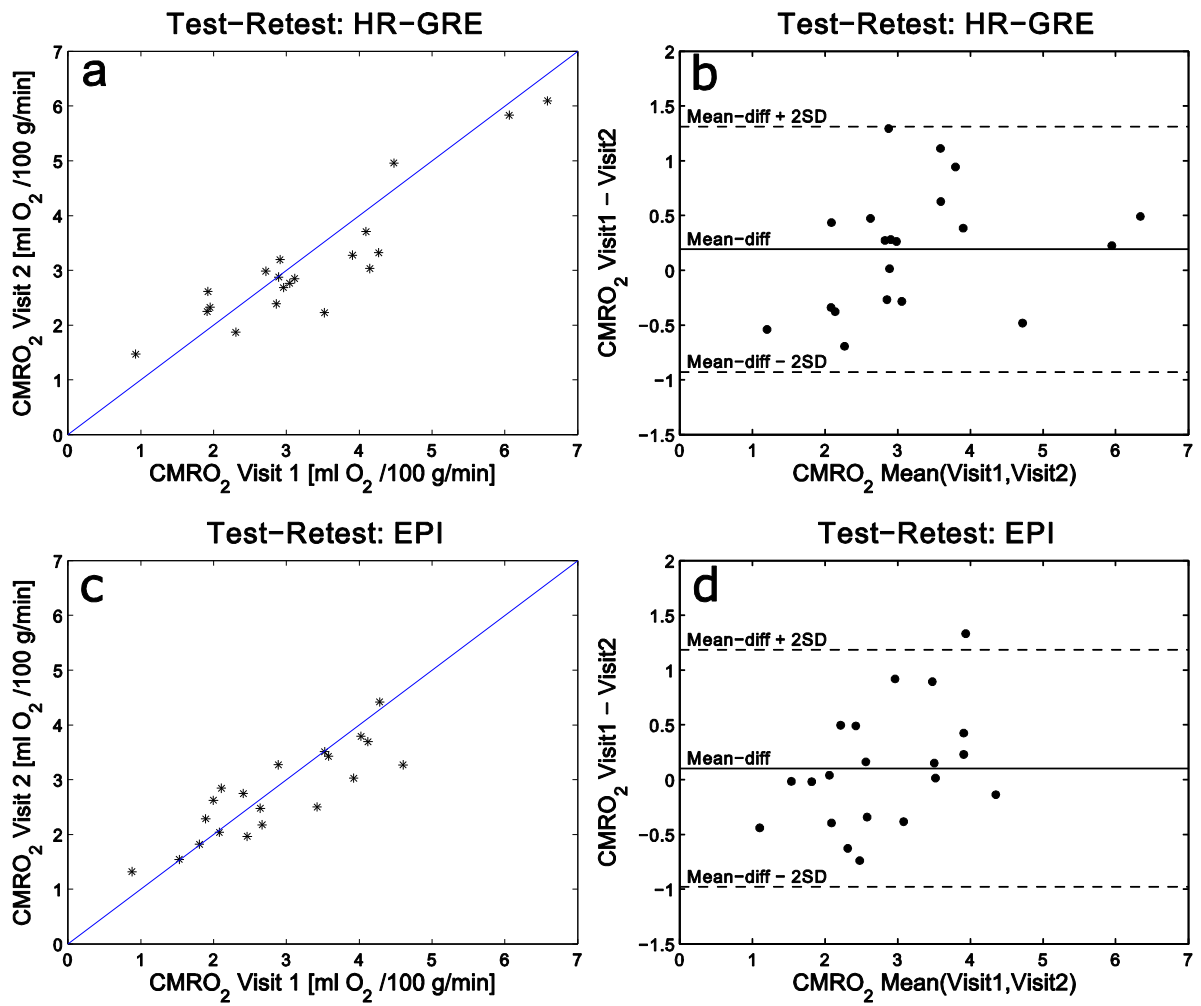 Test−Retest: HR−GRE
a
CMRO2 Visit 2 [ml O2 /100 g/min]
7
6
5
4
3
2
1
0
0 1 2 3 4 5 6 7
CMRO2 Visit 1 [ml O2 /100 g/min]
Test−Retest: HR−GRE
b
CMRO2 Visit1 − Visit2
2
1.5
1
0.5
0
−0.5
−1
−1.5
Mean−diff + 2SD
Mean−diff
Mean−diff − 2SD
0 1 2 3 4 5 6 7
CMRO2 Mean(Visit1,Visit2)
Test−Retest: EPI
c
CMRO2 Visit 2 [ml O2 /100 g/min]
7
6
5
4
3
2
1
0
0 1 2 3 4 5 6 7
CMRO2 Visit 1 [ml O2 /100 g/min]
Test−Retest: EPI
d
CMRO2 Visit1 − Visit2
2
1.5
1
0.5
0
−0.5
−1
−1.5
Mean−diff + 2SD
Mean−diff
Mean−diff − 2SD
0 1 2 3 4 5 6 7
CMRO2 Mean(Visit1,Visit2)